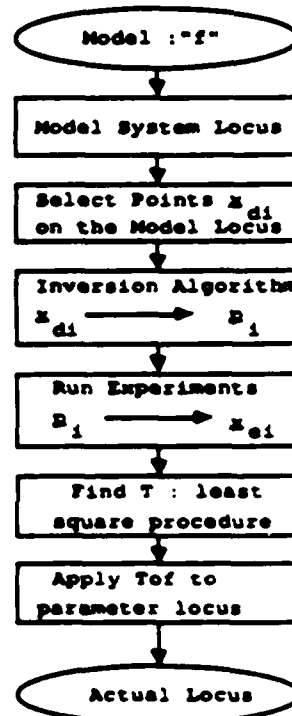 Model :"f"
Model System Locus
Select Points x_di
on the Model Locus
Inversion Algorithm
x_di → p_i
Run Experiments
p_i → x_ei
Find T : least
square procedure
Apply Tof to
parameter locus
Actual Locus